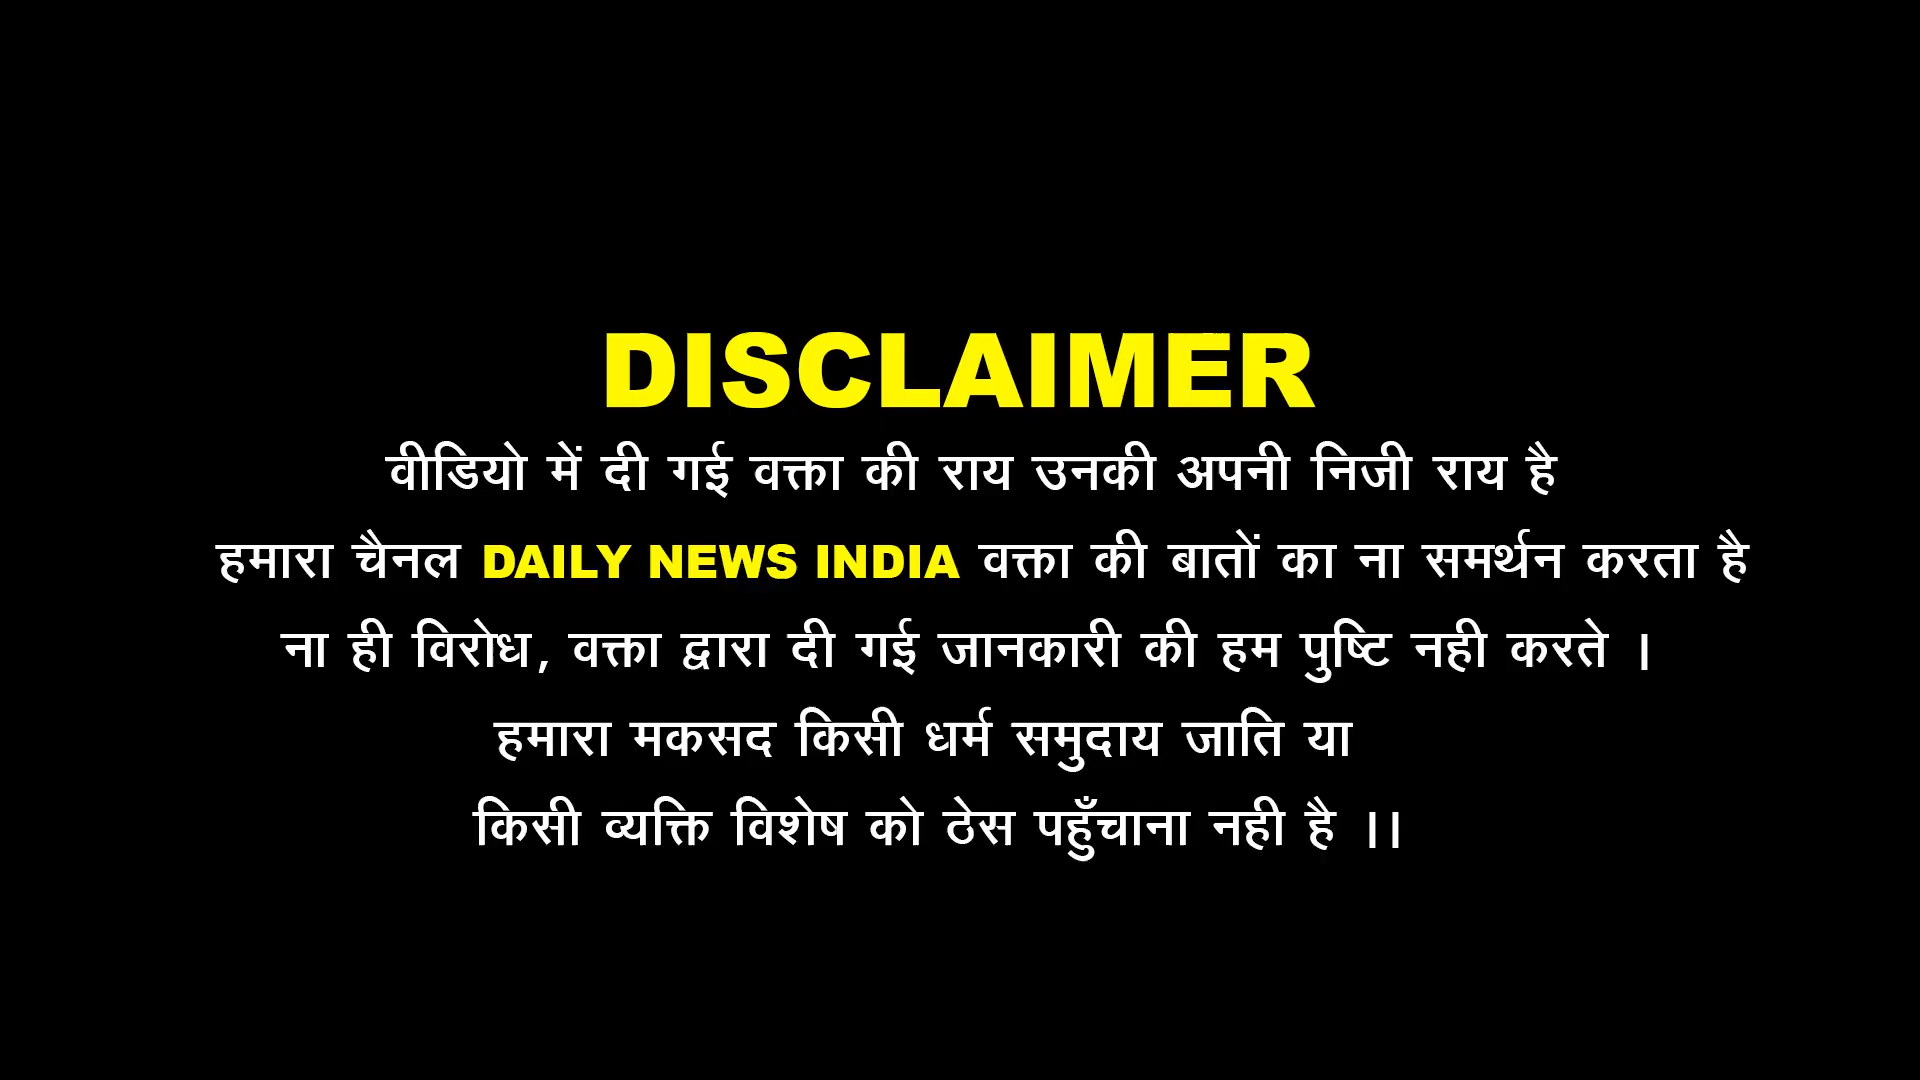 DISCLAIMER
वीडियो में दी गई वक्ता की राय उनकी अपनी निजी राय है
हमारा चैनल DAILY NEWS INDIA वक्ता की बातों का ना समर्थन करता है
ना ही विरोध, वक्ता द्वारा दी गई जानकारी की हम पुष्टि नही करते ।
हमारा मकसद किसी धर्म समुदाय जाति या
किसी व्यक्ति विशेष को ठेस पहुँचाना नही है ।।